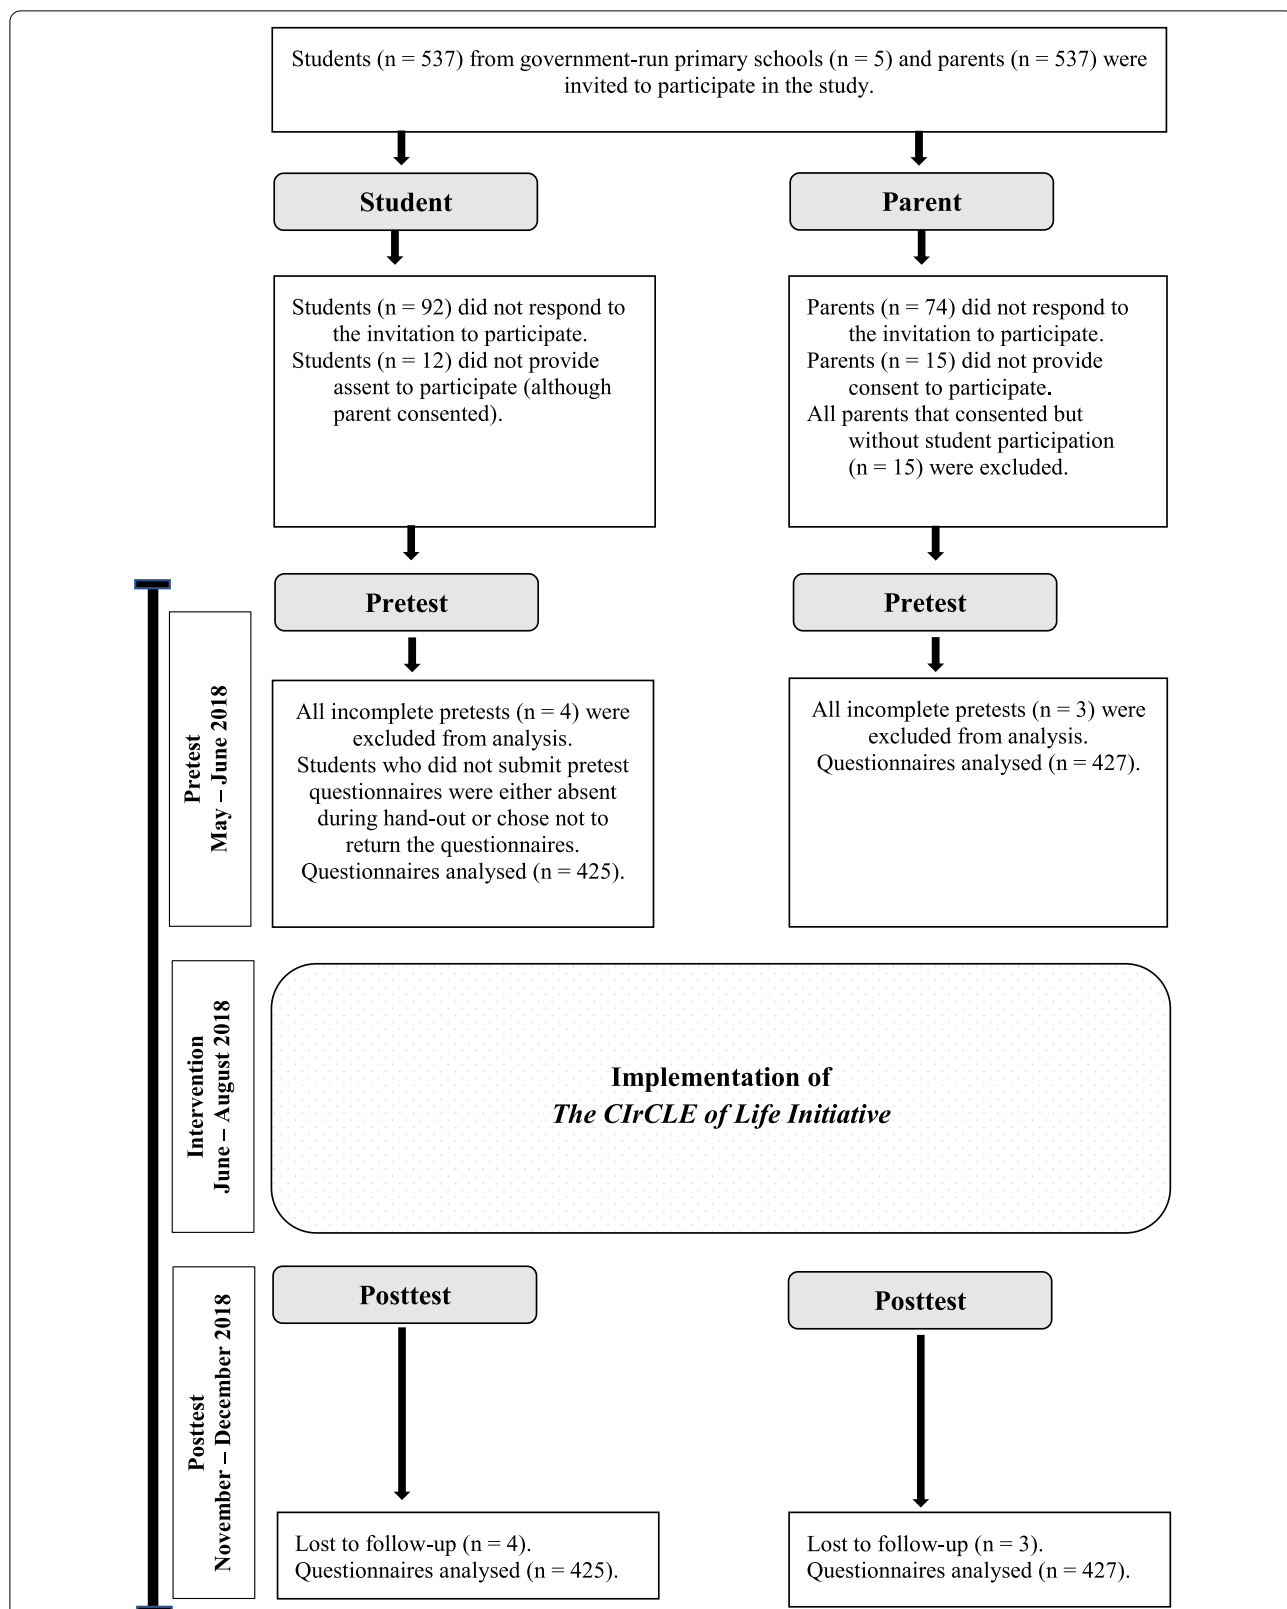 Students (n = 537) from government-run primary schools (n = 5) and parents (n = 537) were
invited to participate in the study.
Student
Parent
Students (n = 92) did not respond to
the invitation to participate.
Students (n = 12) did not provide
assent to participate (although
parent consented).
Parents (n = 74) did not respond to
the invitation to participate.
Parents (n = 15) did not provide
consent to participate.
All parents that consented but
without student participation
(n = 15) were excluded.
Pretest
Pretest
Pretest
May – June 2018
All incomplete pretests (n = 4) were
excluded from analysis.
Students who did not submit pretest
questionnaires were either absent
during hand-out or chose not to
return the questionnaires.
Questionnaires analysed (n = 425).
All incomplete pretests (n = 3) were
excluded from analysis.
Questionnaires analysed (n = 427).
Intervention
June – August 2018
Implementation of
The CIrCLE of Life Initiative
Posttest
November – December 2018
Posttest
Posttest
Lost to follow-up (n = 4).
Questionnaires analysed (n = 425).
Lost to follow-up (n = 3).
Questionnaires analysed (n = 427).